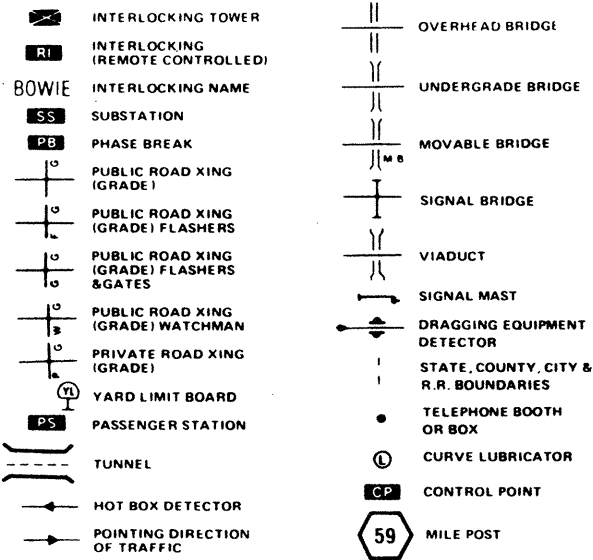 INTERLOCKING TOWER
RI INTERLOCKING
(REMOTE CONTROLLED)
BOWIE INTERLOCKING NAME
SS SUBSTATION
PB PHASE BREAK
G PUBLIC ROAD XING
(GRADE)
G PUBLIC ROAD XING
F (GRADE) FLASHERS
G PUBLIC ROAD XING
(GRADE) FLASHERS
G &GATES
G PUBLIC ROAD XING
W (GRADE) WATCHMAN
G PRIVATE ROAD XING
P (GRADE)
YL YARD LIMIT BOARD
PS PASSENGER STATION
TUNNEL
HOT BOX DETECTOR
POINTING DIRECTION
OF TRAFFIC
OVERHEAD BRIDGE
UNDERGRADE BRIDGE
MOVABLE BRIDGE
M B
SIGNAL BRIDGE
VIADUCT
SIGNAL MAST
DRAGGING EQUIPMENT
DETECTOR
STATE, COUNTY, CITY &
R.R. BOUNDARIES
TELEPHONE BOOTH
OR BOX
L CURVE LUBRICATOR
CP CONTROL POINT
59 MILE POST